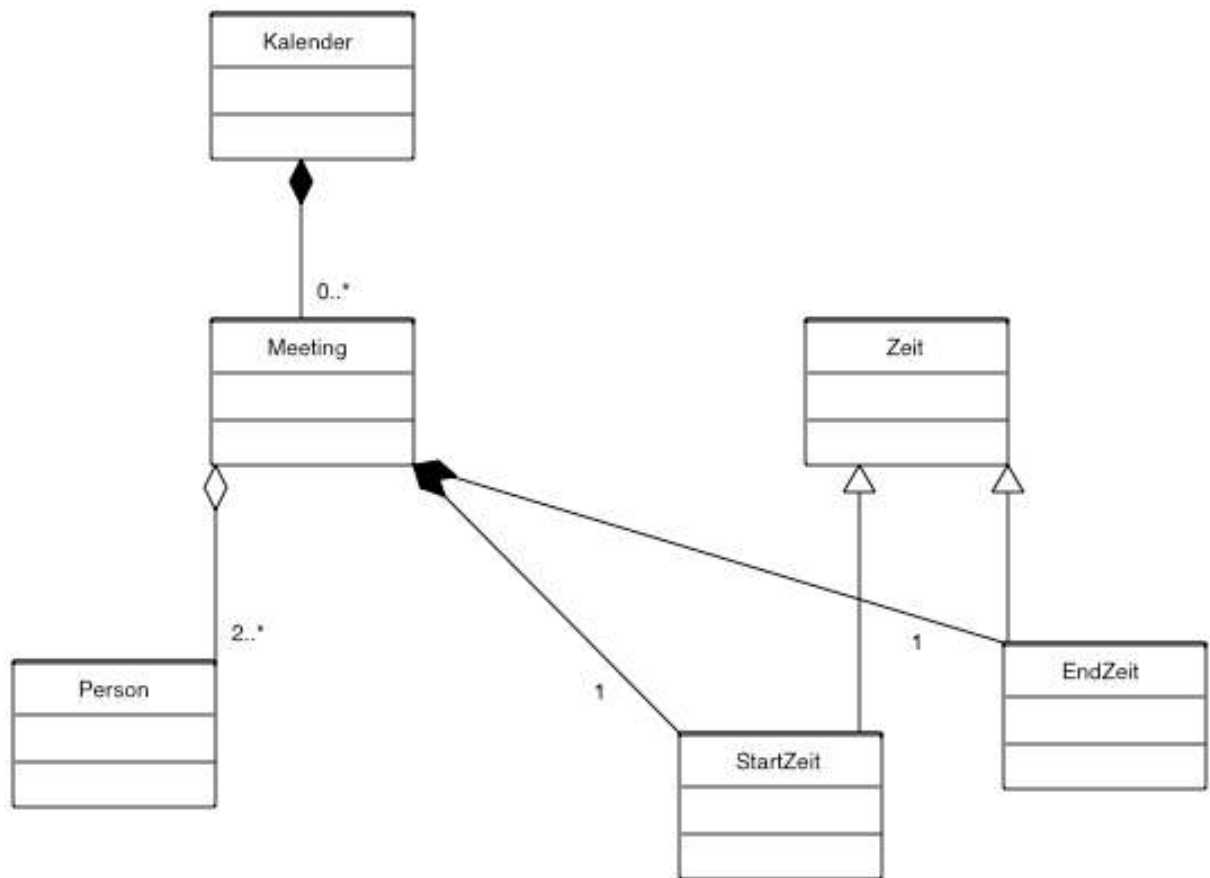 Kalender
0..*
Meeting
Zeit
2..*
1
EndZeit
Person
1
StartZeit